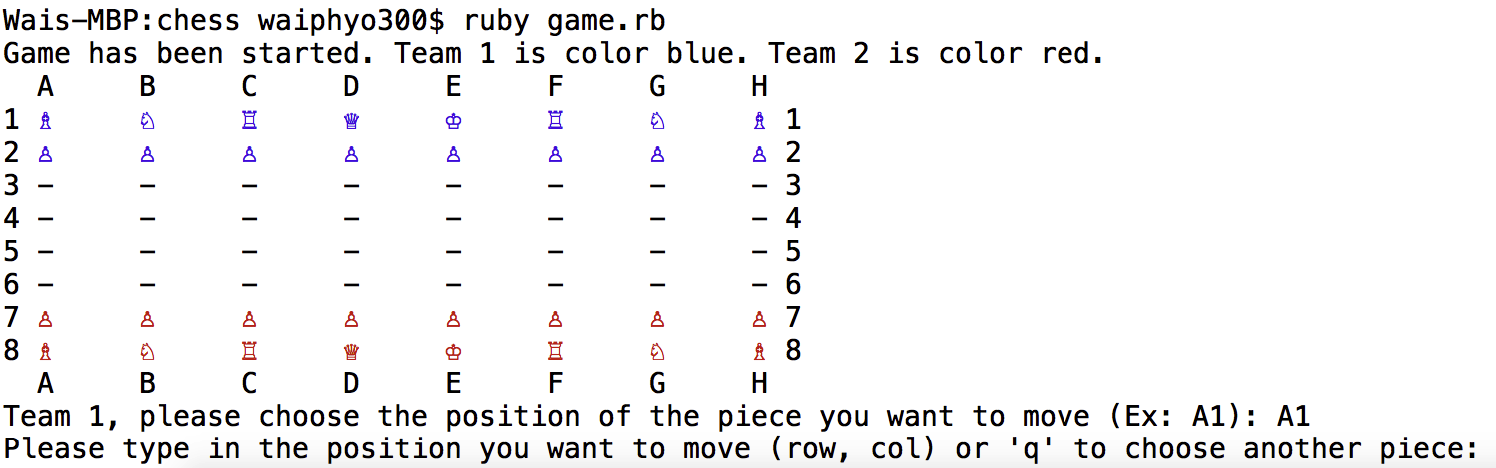 Wais-MBP:chess waiphyo300$ ruby game.rb
Game has been started. Team 1 is color blue. Team 2 is color red.
A B C D E F G H
1 ♗ ♘ ♖ ♛ ♔ ♖ ♘ ♗ 1
2 ♙ ♙ ♙ ♙ ♙ ♙ ♙ ♙ 2
3 - - - - - - - - 3
4 - - - - - - - - 4
5 - - - - - - - - 5
6 - - - - - - - - 6
7 ♙ ♙ ♙ ♙ ♙ ♙ ♙ ♙ 7
8 ♗ ♘ ♖ ♛ ♔ ♖ ♘ ♗ 8
A B C D E F G H
Team 1, please choose the position of the piece you want to move (Ex: A1): A1
Please type in the position you want to move (row, col) or 'q' to choose another piece: